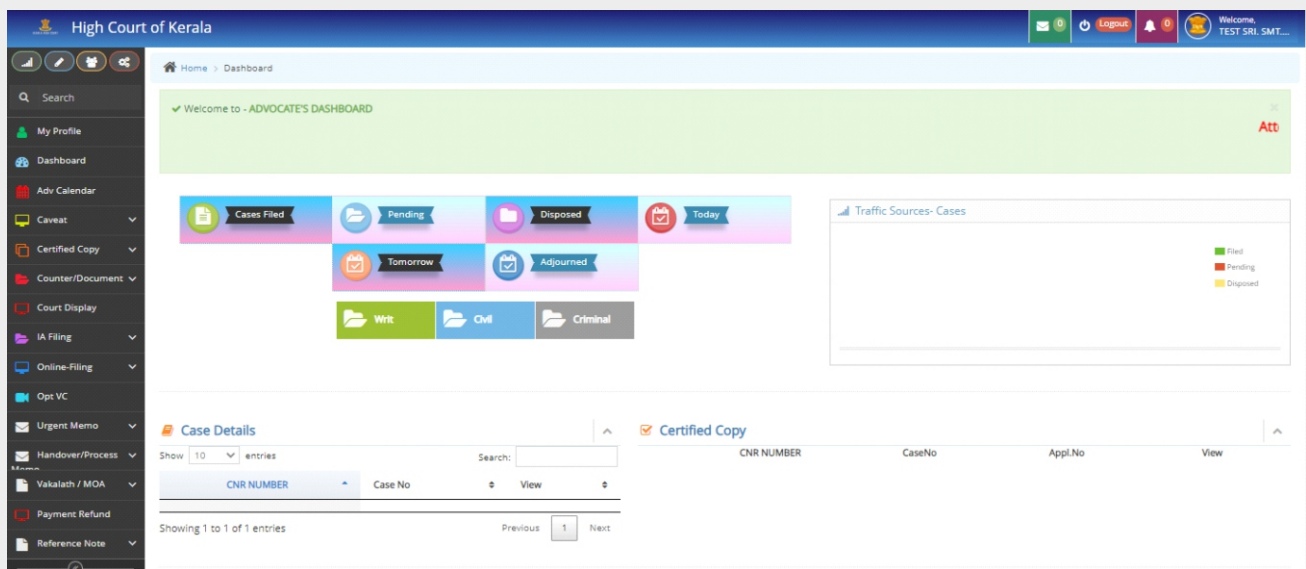 High Court of Kerala
0
Logout
0
Welcome,
TEST SRI. SMT....
Home > Dashboard
Search
My Profile
Dashboard
Adv Calendar
Caveat
Certified Copy
Counter/Document
Court Display
IA Filing
Online-Filing
Opt VC
Urgent Memo
Handover/Process
Memo
Vakalath / MOA
Payment Refund
Reference Note
Welcome to - ADVOCATE'S DASHBOARD
×
Att
Cases Filed
Pending
Disposed
Today
Tomorrow
Adjourned
Writ
Civil
Criminal
Traffic Sources- Cases
Filed
Pending
Disposed
Case Details
Show 10 entries
Search:
CNR NUMBER Case No View
Showing 1 to 1 of 1 entries
Previous 1 Next
Certified Copy
CNR NUMBER CaseNo Appl.No View